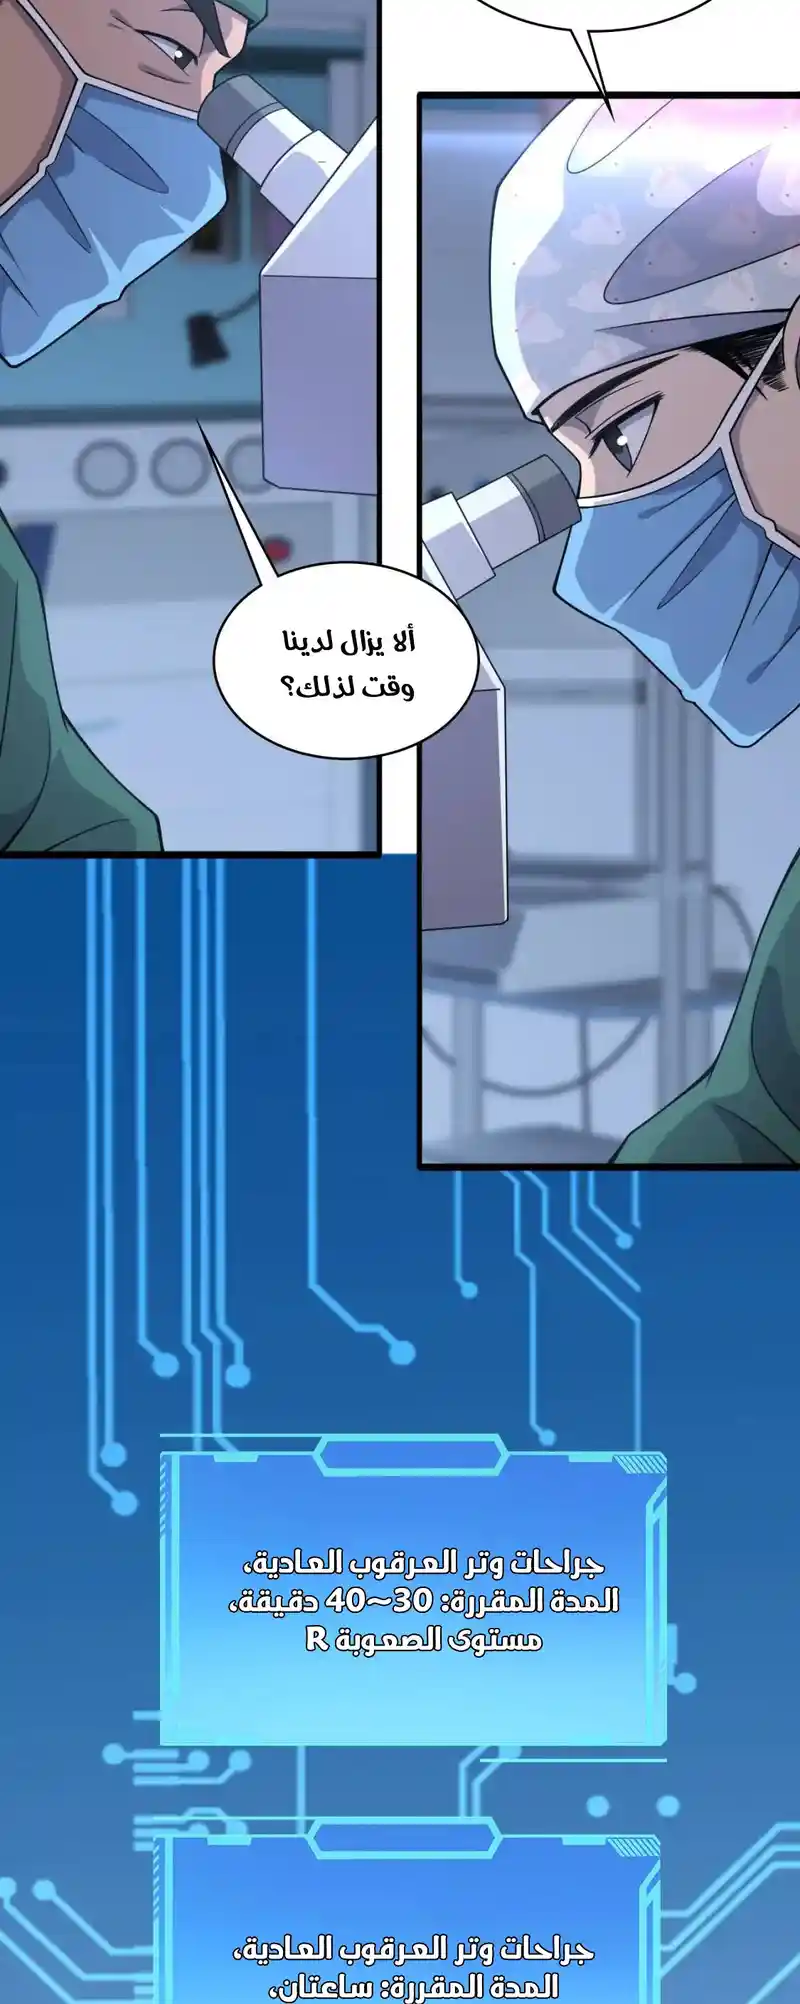 ألا يزال لدينا
وقت لذلك؟
جراحات وتر العرقوب العادية،
المدة المقررة: 30~40 دقيقة،
مستوى الصعوبة R
جراحات وتر العرقوب العادية،
المدة المقررة: ساعتان،